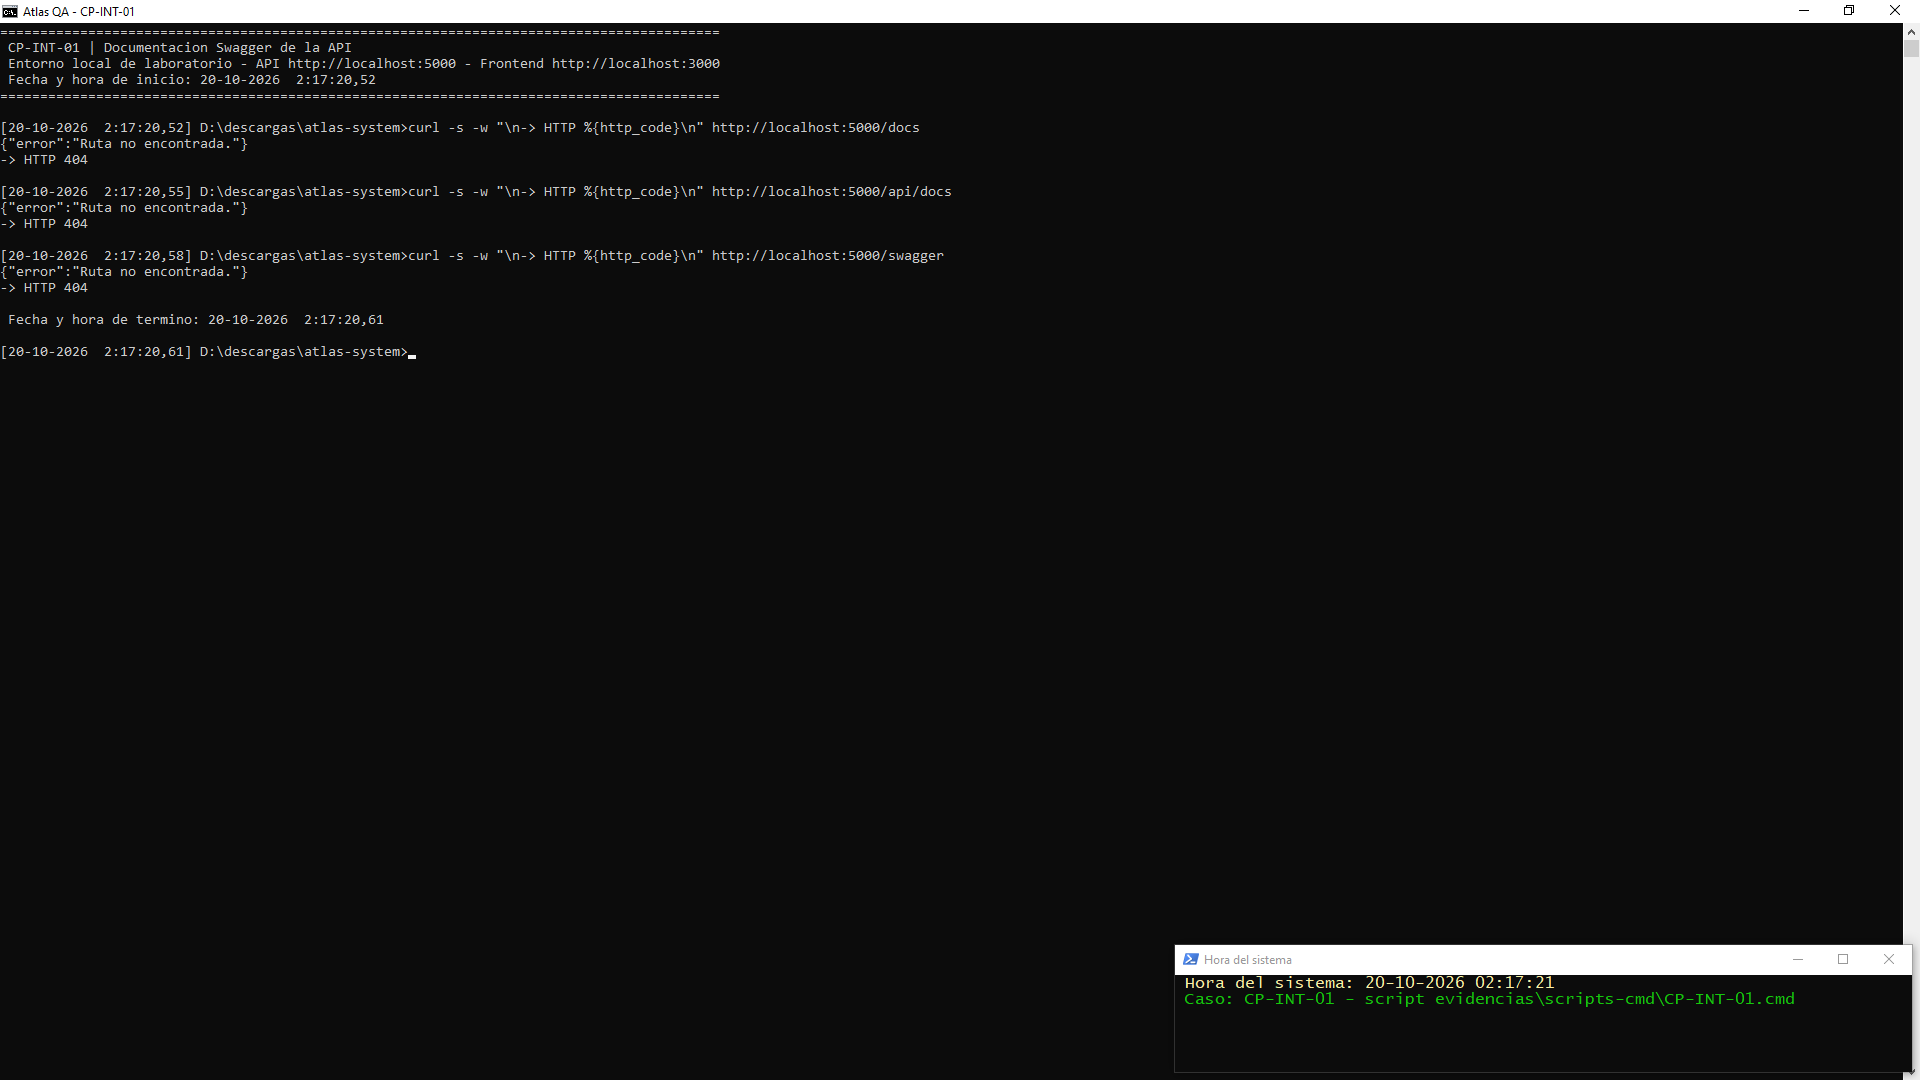 Atlas QA - CP-INT-01
==========================================================================================
CP-INT-01 | Documentacion Swagger de la API
Entorno local de laboratorio - API http://localhost:5000 - Frontend http://localhost:3000
Fecha y hora de inicio: 20-10-2026  2:17:20,52
==========================================================================================
[20-10-2026  2:17:20,52] D:\descargas\atlas-system>curl -s -w "\n-> HTTP %{http_code}\n" http://localhost:5000/docs
{"error":"Ruta no encontrada."}
-> HTTP 404
[20-10-2026  2:17:20,55] D:\descargas\atlas-system>curl -s -w "\n-> HTTP %{http_code}\n" http://localhost:5000/api/docs
{"error":"Ruta no encontrada."}
-> HTTP 404
[20-10-2026  2:17:20,58] D:\descargas\atlas-system>curl -s -w "\n-> HTTP %{http_code}\n" http://localhost:5000/swagger
{"error":"Ruta no encontrada."}
-> HTTP 404
Fecha y hora de termino: 20-10-2026  2:17:20,61
[20-10-2026  2:17:20,61] D:\descargas\atlas-system>
Hora del sistema
Hora del sistema: 20-10-2026 02:17:21
Caso: CP-INT-01 - script evidencias\scripts-cmd\CP-INT-01.cmd